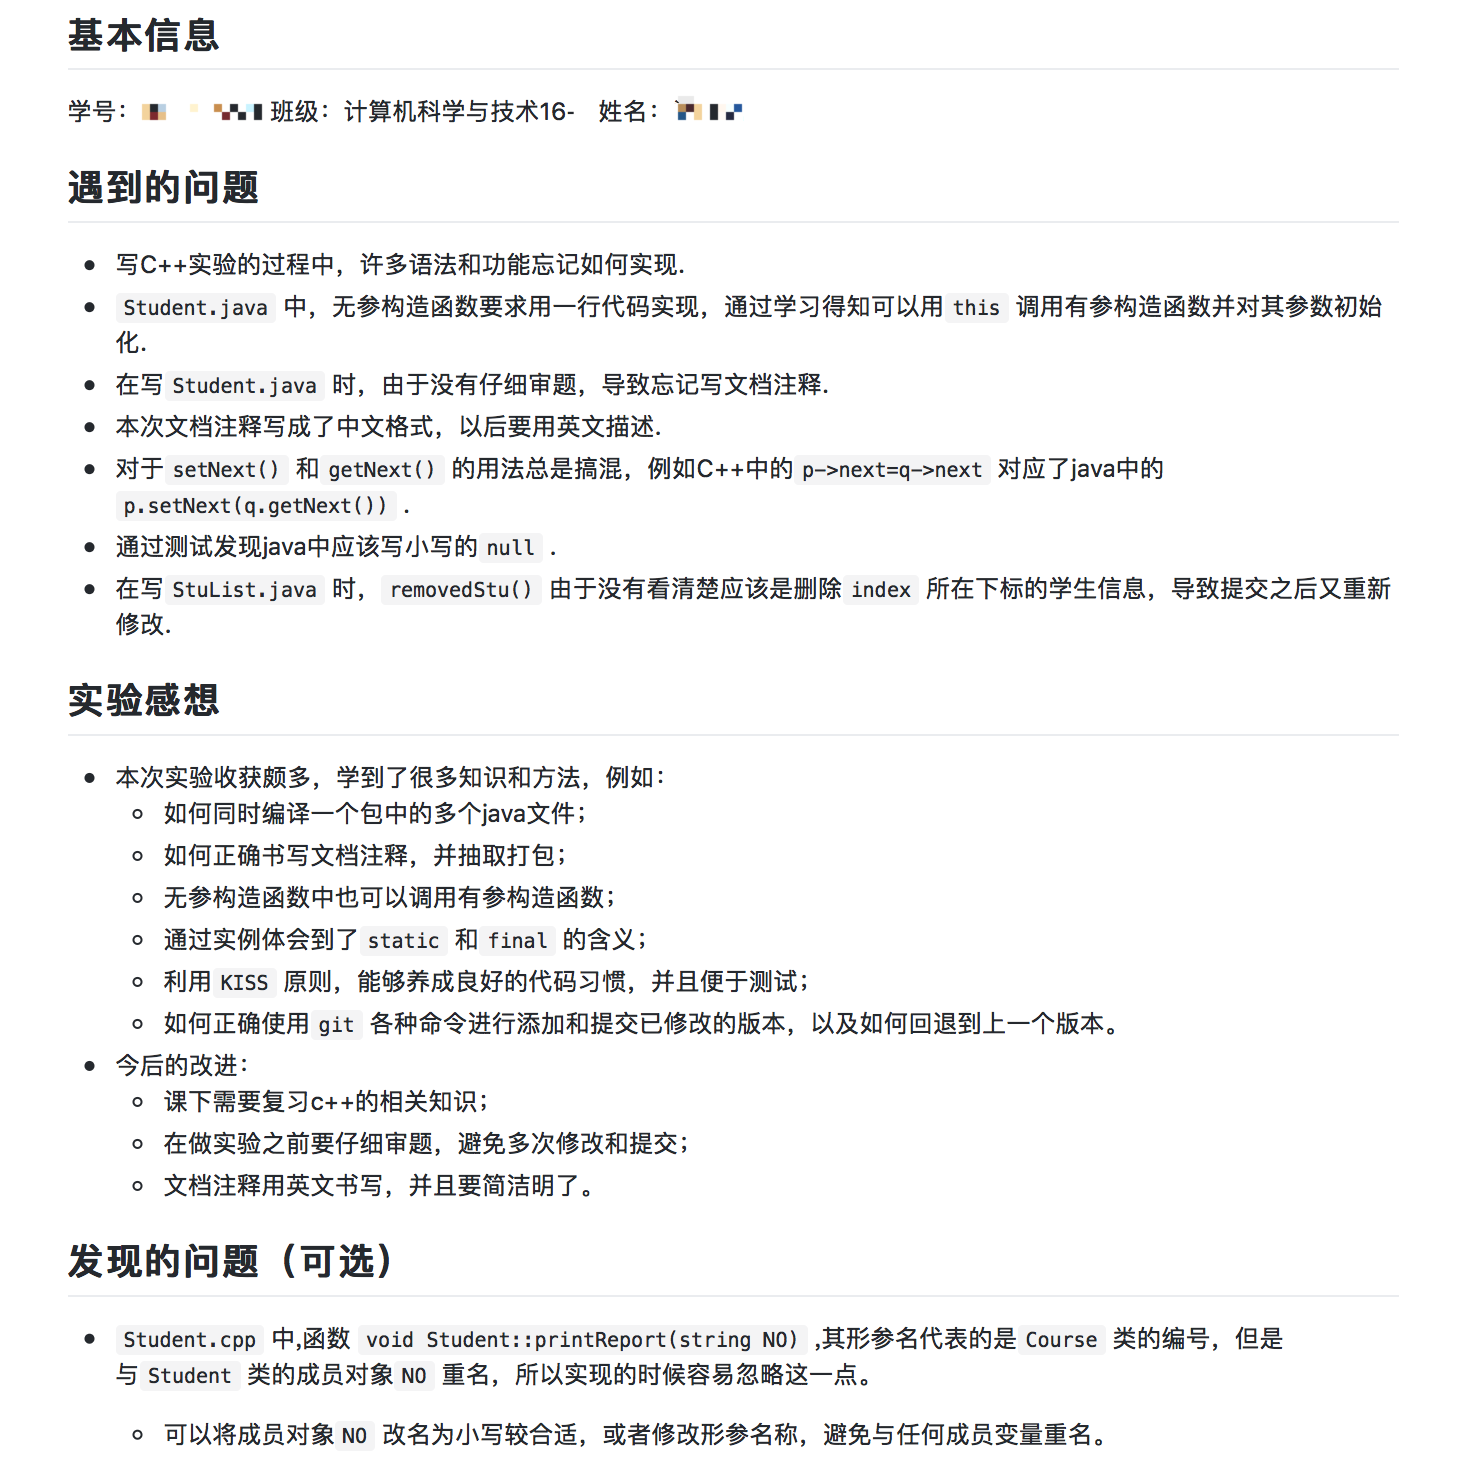 基本信息
学号： 班级：计算机科学与技术16- 姓名：
遇到的问题
写C++实验的过程中，许多语法和功能忘记如何实现.
Student.java 中，无参构造函数要求用一行代码实现，通过学习得知可以用 this 调用有参构造函数并对其参数初始
化.
在写 Student.java 时，由于没有仔细审题，导致忘记写文档注释.
本次文档注释写成了中文格式，以后要用英文描述.
对于 setNext() 和 getNext() 的用法总是搞混，例如C++中的 p->next=q->next 对应了java中的
p.setNext(q.getNext()) .
通过测试发现java中应该写小写的 null .
在写 StuList.java 时， removedStu() 由于没有看清楚应该是删除 index 所在下标的学生信息，导致提交之后又重新
修改.
实验感想
本次实验收获颇多，学到了很多知识和方法，例如：
如何同时编译一个包中的多个java文件；
如何正确书写文档注释，并抽取打包；
无参构造函数中也可以调用有参构造函数；
通过实例体会到了 static 和 final 的含义；
利用 KISS 原则，能够养成良好的代码习惯，并且便于测试；
如何正确使用 git 各种命令进行添加和提交已修改的版本，以及如何回退到上一个版本。
今后的改进：
课下需要复习c++的相关知识；
在做实验之前要仔细审题，避免多次修改和提交；
文档注释用英文书写，并且要简洁明了。
发现的问题（可选）
Student.cpp 中,函数 void Student::printReport(string NO) ,其形参名代表的是 Course 类的编号，但是
与 Student 类的成员对象 NO 重名，所以实现的时候容易忽略这一点。
可以将成员对象 NO 改名为小写较合适，或者修改形参名称，避免与任何成员变量重名。